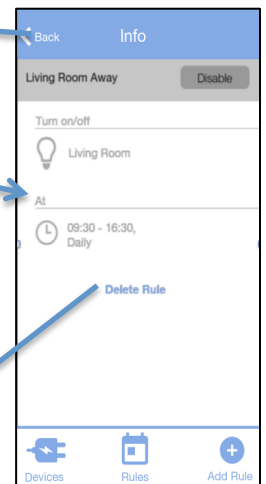 Back Info
Living Room Away Disable
Turn on/off
Living Room
At
09:30 - 16:30,
Daily
Delete Rule
Devices Rules Add Rule